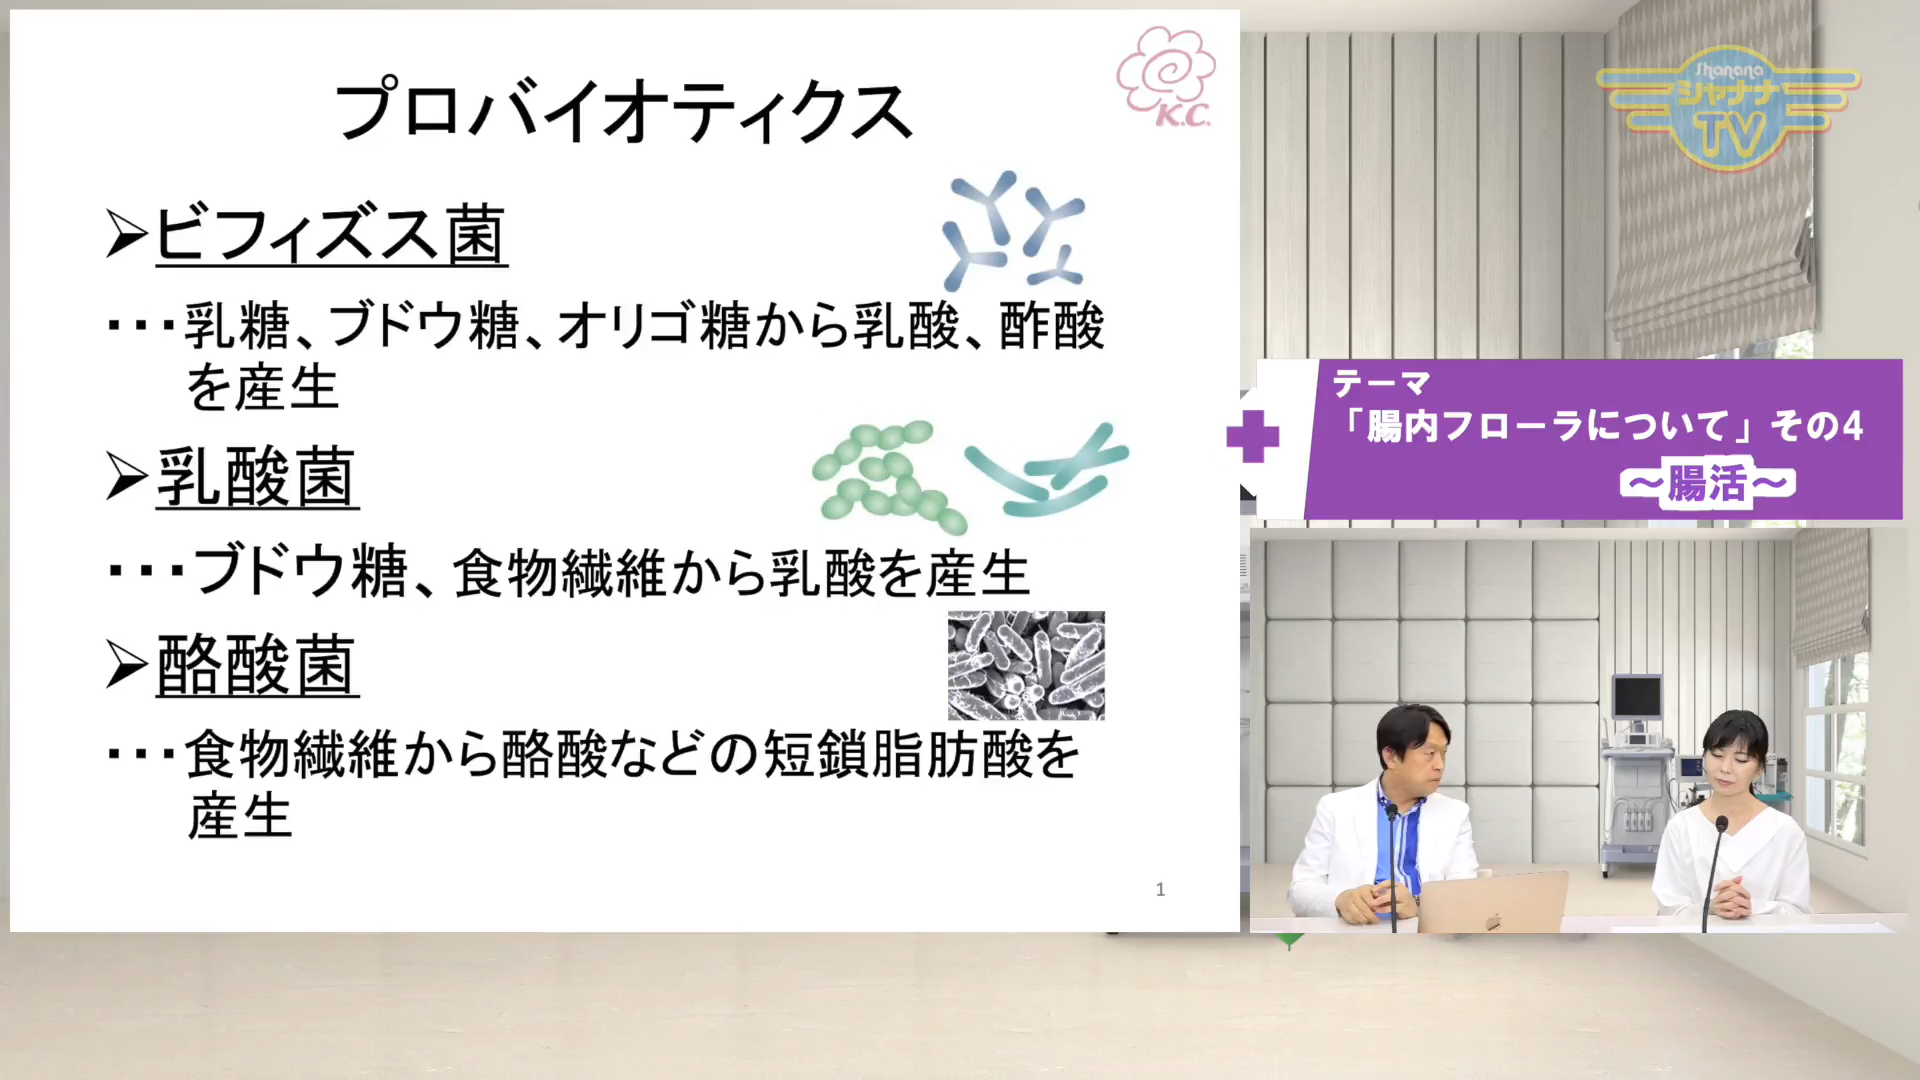 プロバイオティクス
K.C.
➢ビフィズス菌
・・・乳糖、ブドウ糖、オリゴ糖から乳酸、酢酸
を産生
➢乳酸菌
・・・ブドウ糖、食物繊維から乳酸を産生
➢酪酸菌
・・・食物繊維から酪酸などの短鎖脂肪酸を
産生
1
Shanana
シャナナ
TV
テーマ
「腸内フローラについて」その4
～腸活～